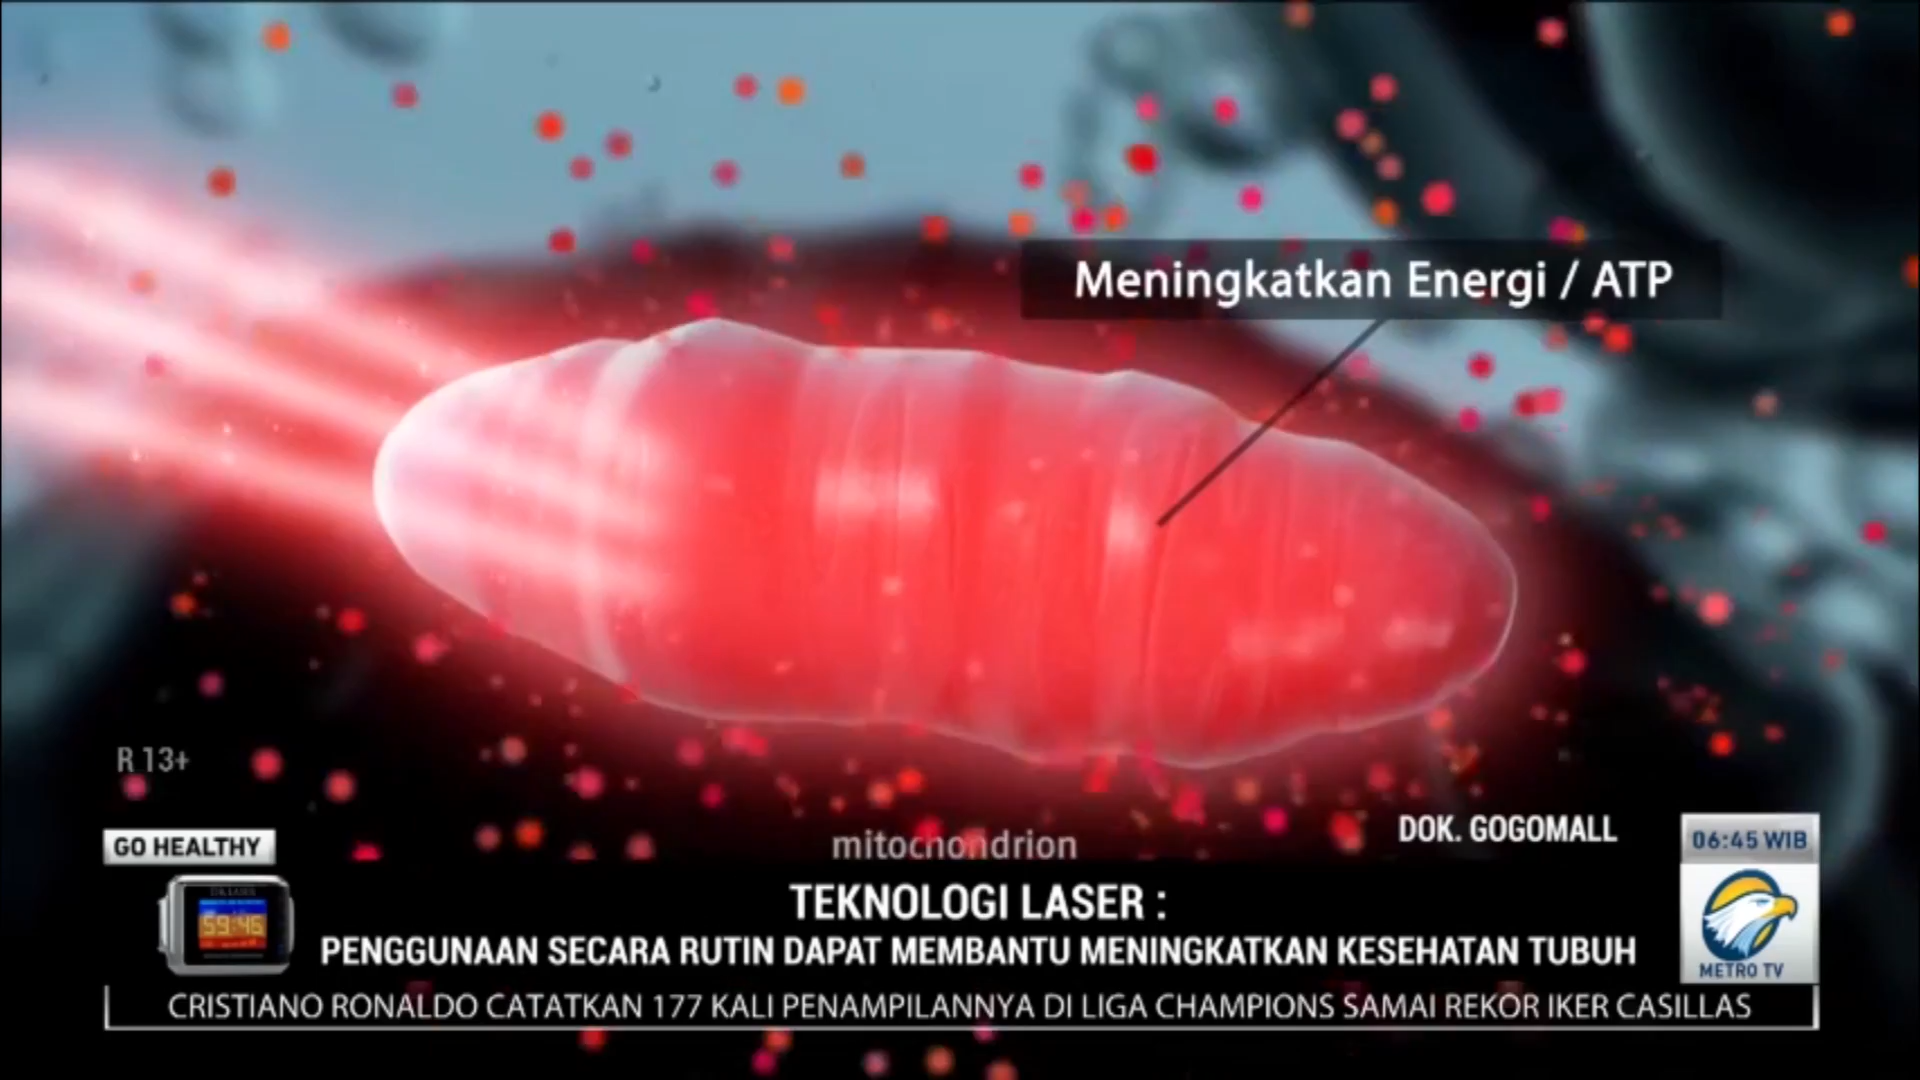 Meningkatkan Energi / ATP
R 13+
DOK. GOGOMALL
mitochondrion
GO HEALTHY
06:45 WIB
TEKNOLOGI LASER :
59:46
PENGGUNAAN SECARA RUTIN DAPAT MEMBANTU MENINGKATKAN KESEHATAN TUBUH
METRO TV
CRISTIANO RONALDO CATATKAN 177 KALI PENAMPILANNYA DI LIGA CHAMPIONS SAMAI REKOR IKER CASILLAS